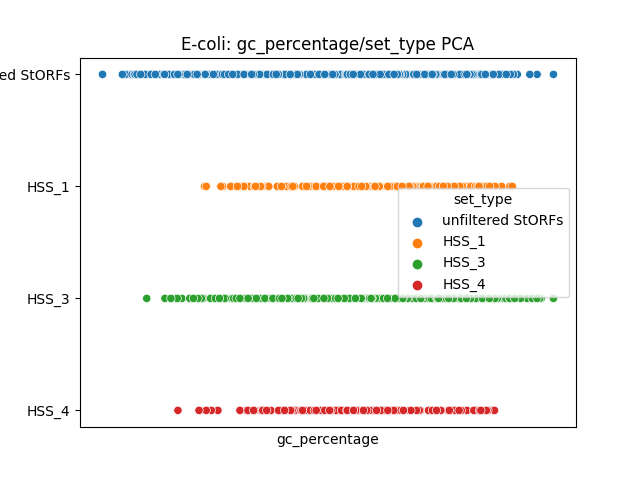 E-coli: gc_percentage/set_type PCA
ed StORFs
HSS_1
set_type
unfiltered StORFs
HSS_1
HSS_3
HSS_4
HSS_3
HSS_4
gc_percentage